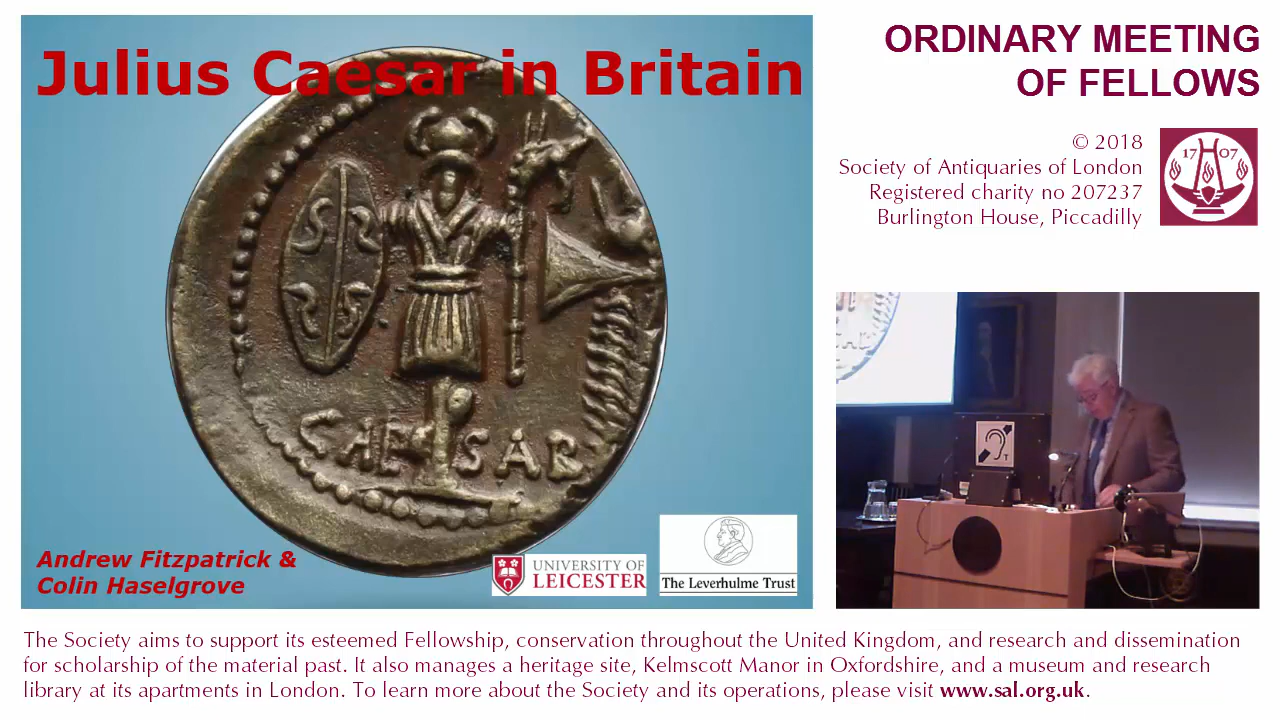 Julius Caesar in Britain
CAESAR
Andrew Fitzpatrick &
Colin Haselgrove
UNIVERSITY OF
LEICESTER
The Leverhulme Trust
ORDINARY MEETING
OF FELLOWS
© 2018
Society of Antiquaries of London
Registered charity no 207237
Burlington House, Piccadilly
17 07
T
The Society aims to support its esteemed Fellowship, conservation throughout the United Kingdom, and research and dissemination
for scholarship of the material past. It also manages a heritage site, Kelmscott Manor in Oxfordshire, and a museum and research
library at its apartments in London. To learn more about the Society and its operations, please visit www.sal.org.uk.